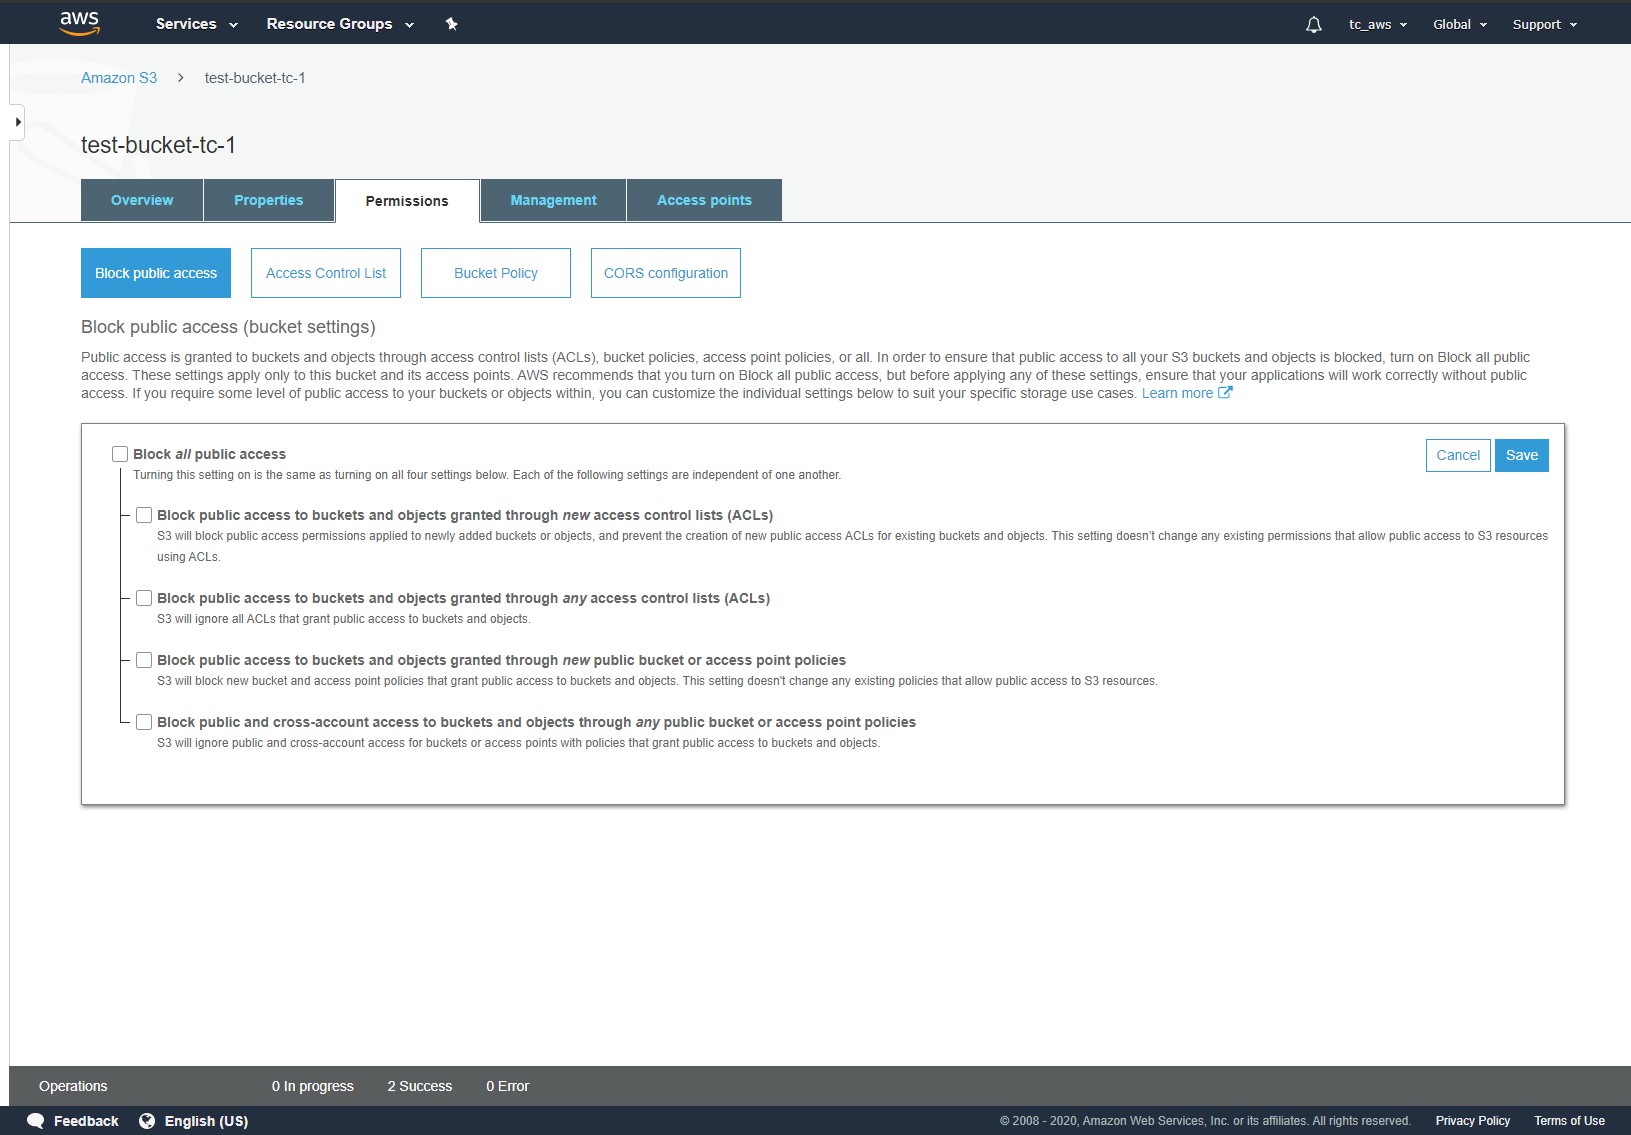 aws
Services
Resource Groups
tc_aws
Global
Support
Amazon S3 > test-bucket-tc-1
test-bucket-tc-1
Overview
Properties
Permissions
Management
Access points
Block public access
Access Control List
Bucket Policy
CORS configuration
Block public access (bucket settings)
Public access is granted to buckets and objects through access control lists (ACLs), bucket policies, access point policies, or all. In order to ensure that public access to all your S3 buckets and objects is blocked, turn on Block all public
access. These settings apply only to this bucket and its access points. AWS recommends that you turn on Block all public access, but before applying any of these settings, ensure that your applications will work correctly without public
access. If you require some level of public access to your buckets or objects within, you can customize the individual settings below to suit your specific storage use cases. Learn more
Block all public access
Cancel
Save
Turning this setting on is the same as turning on all four settings below. Each of the following settings are independent of one another.
Block public access to buckets and objects granted through new access control lists (ACLs)
S3 will block public access permissions applied to newly added buckets or objects, and prevent the creation of new public access ACLs for existing buckets and objects. This setting doesn't change any existing permissions that allow public access to S3 resources
using ACLs.
Block public access to buckets and objects granted through any access control lists (ACLs)
S3 will ignore all ACLs that grant public access to buckets and objects.
Block public access to buckets and objects granted through new public bucket or access point policies
S3 will block new bucket and access point policies that grant public access to buckets and objects. This setting doesn't change any existing policies that allow public access to S3 resources.
Block public and cross-account access to buckets and objects through any public bucket or access point policies
S3 will ignore public and cross-account access for buckets or access points with policies that grant public access to buckets and objects.
Operations
0 In progress
2 Success
0 Error
Feedback
English (US)
© 2008 - 2020, Amazon Web Services, Inc. or its affiliates. All rights reserved.
Privacy Policy
Terms of Use